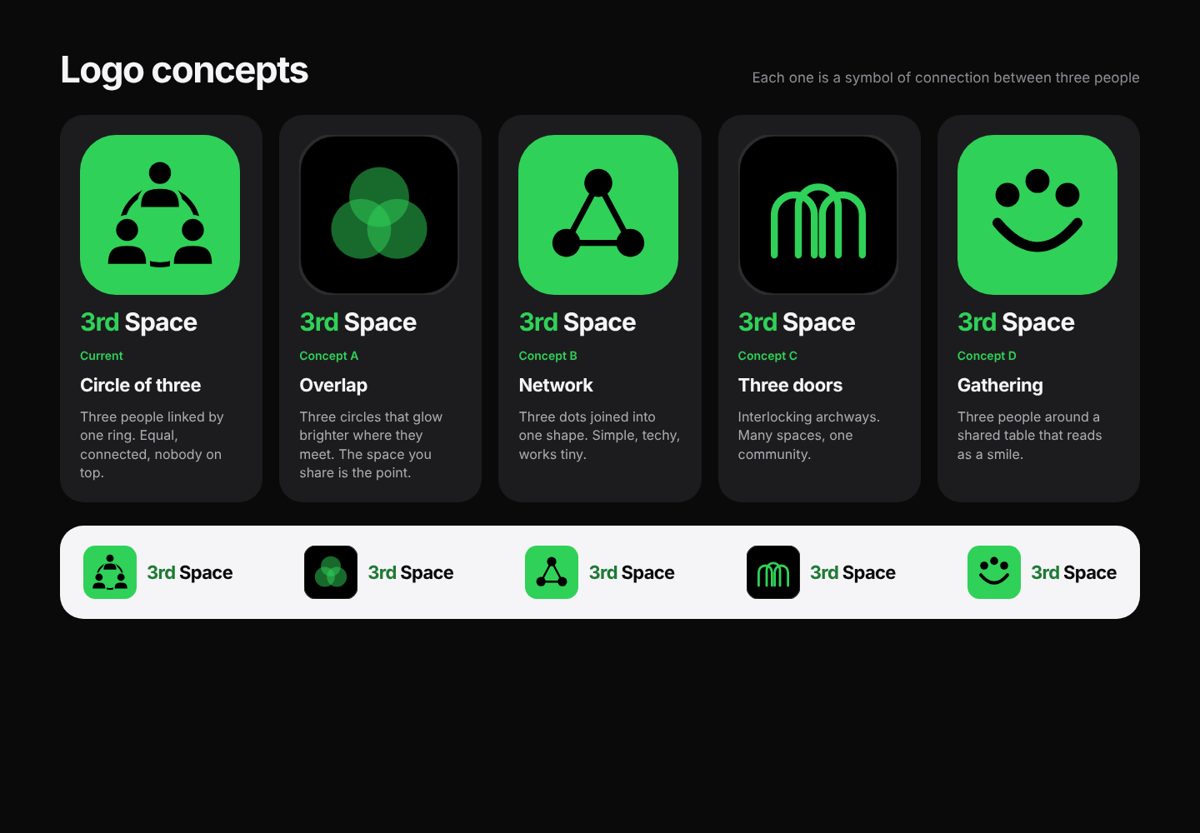 Logo concepts
Each one is a symbol of connection between three people
3rd Space
Current
Circle of three
Three people linked by
one ring. Equal,
connected, nobody on
top.
3rd Space
Concept A
Overlap
Three circles that glow
brighter where they
meet. The space you
share is the point.
3rd Space
Concept B
Network
Three dots joined into
one shape. Simple, techy,
works tiny.
3rd Space
Concept C
Three doors
Interlocking archways.
Many spaces, one
community.
3rd Space
Concept D
Gathering
Three people around a
shared table that reads
as a smile.
3rd Space
3rd Space
3rd Space
3rd Space
3rd Space